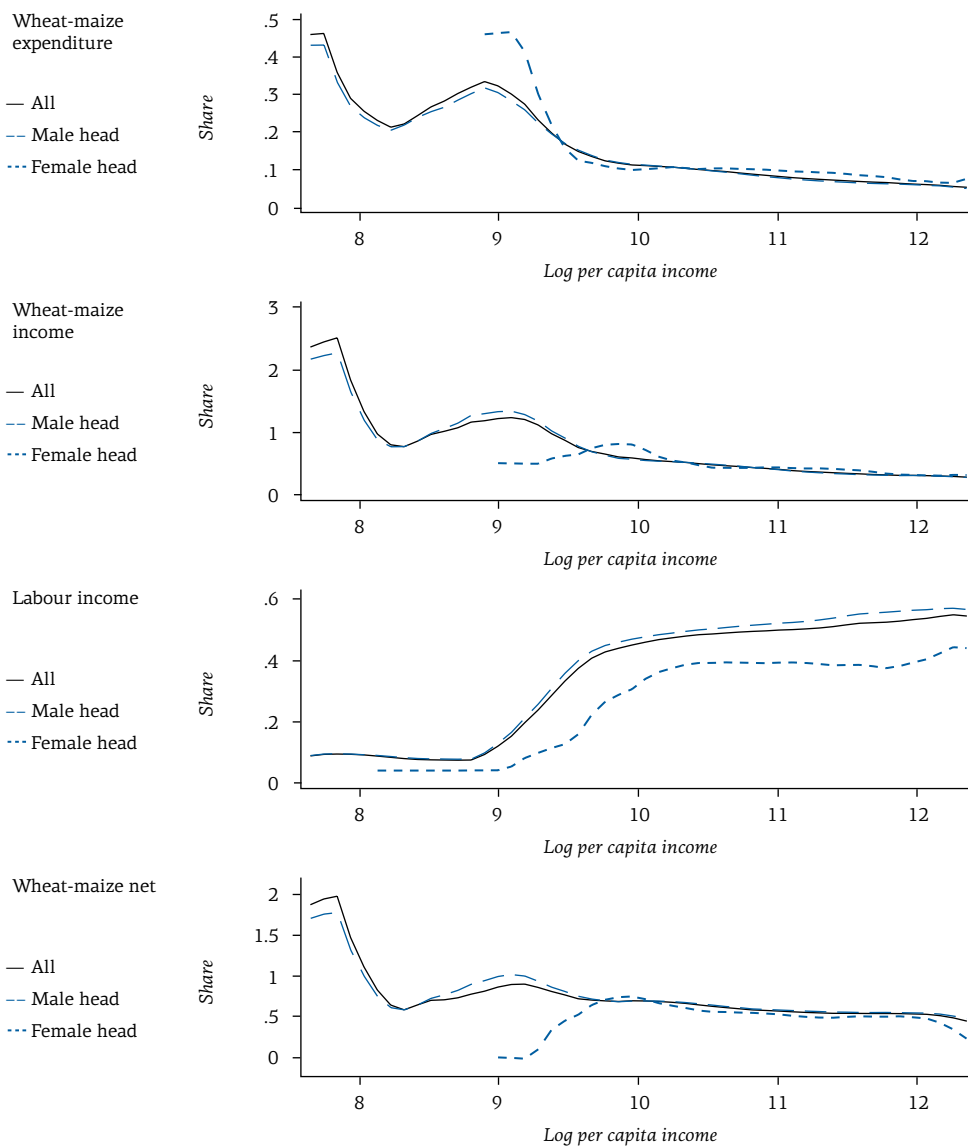 Wheat-maize
expenditure
— All
–– Male head
--- Female head
Share
.5
.4
.3
.2
.1
0
8 9 10 11 12
Log per capita income
Wheat-maize
income
— All
–– Male head
--- Female head
Share
3
2
1
0
8 9 10 11 12
Log per capita income
Labour income
— All
–– Male head
--- Female head
Share
.6
.4
.2
0
8 9 10 11 12
Log per capita income
Wheat-maize net
— All
–– Male head
--- Female head
Share
2
1.5
1
.5
0
8 9 10 11 12
Log per capita income